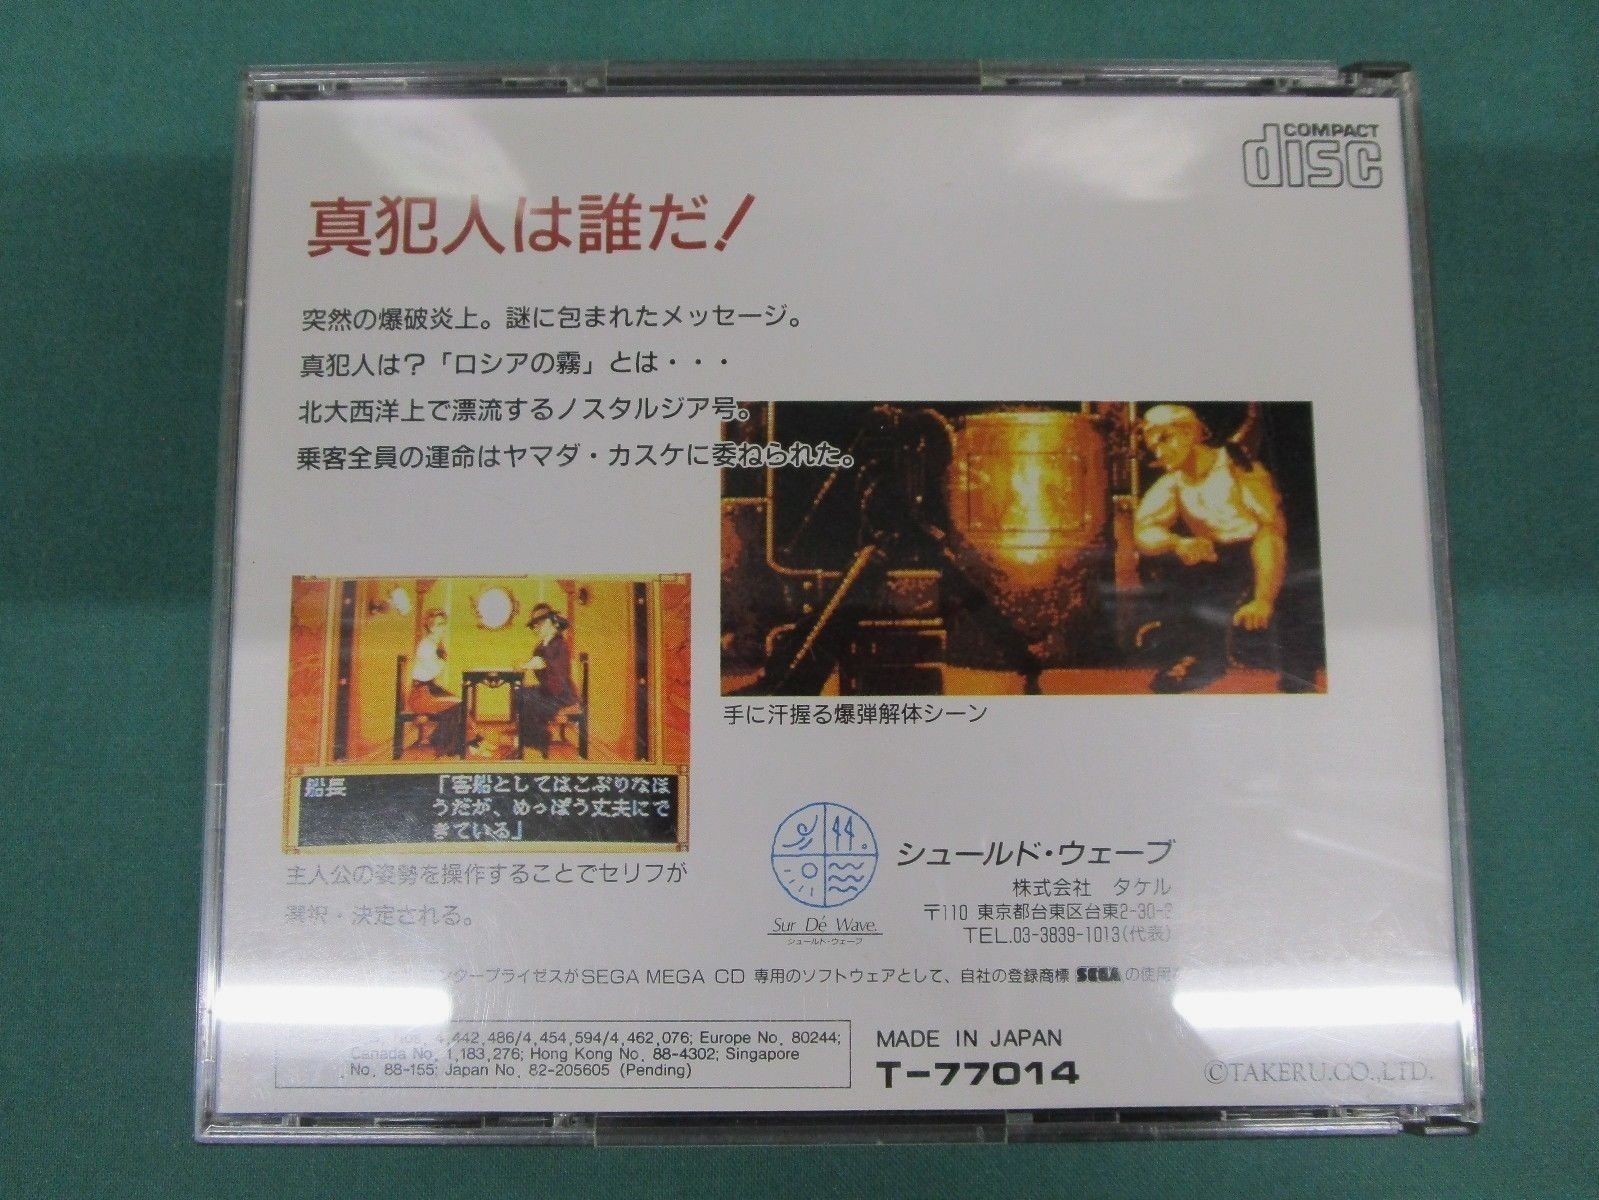 COMPACT
disc
真犯人は誰だ!
突然の爆破炎上。謎に包まれたメッセージ。
真犯人は?「ロシアの霧」とは・・・
北大西洋上で漂流するノスタルジア号。
乗客全員の運命はヤマダ・カスケに委ねられた。
手に汗握る爆弾解体シーン
船長 「客船としてはこぶりなほ
うだが、めっぽう丈夫にで
きている」
主人公の姿勢を操作することでセリフが
選択・決定される。
Sur Dé Wave.
シュールド・ウェーブ
シュールド・ウェーブ
株式会社 タケル
〒110 東京都台東区台東2-30-
TEL.03-3839-1013(代表)
ンタープライゼスがSEGA MEGA CD 専用のソフトウェアとして、自社の登録商標 SEGA の使用
4,442,486/4,454,594/4,462,076; Europe No. 80244;
Canada No. 1,183,276; Hong Kong No. 88-4302; Singapore
No. 88-155; Japan No. 82-205605 (Pending)
MADE IN JAPAN
T-77014
©TAKERU.CO.,LTD.